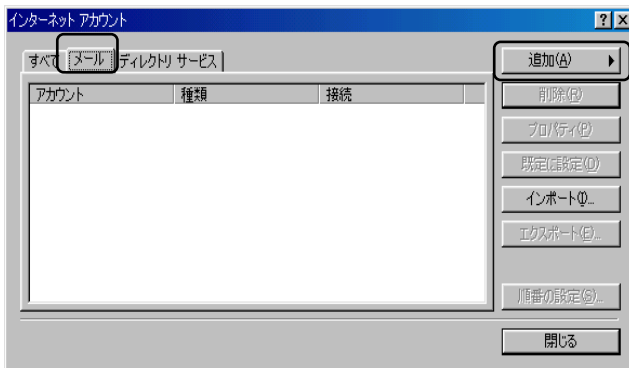 インターネット アカウント
すべて メール ディレクトリ サービス
追加(A)
アカウント 種類 接続
削除(R)
プロパティ(P)
既定に設定(D)
インポート(I)...
エクスポート(E)...
順番の設定(S)...
閉じる